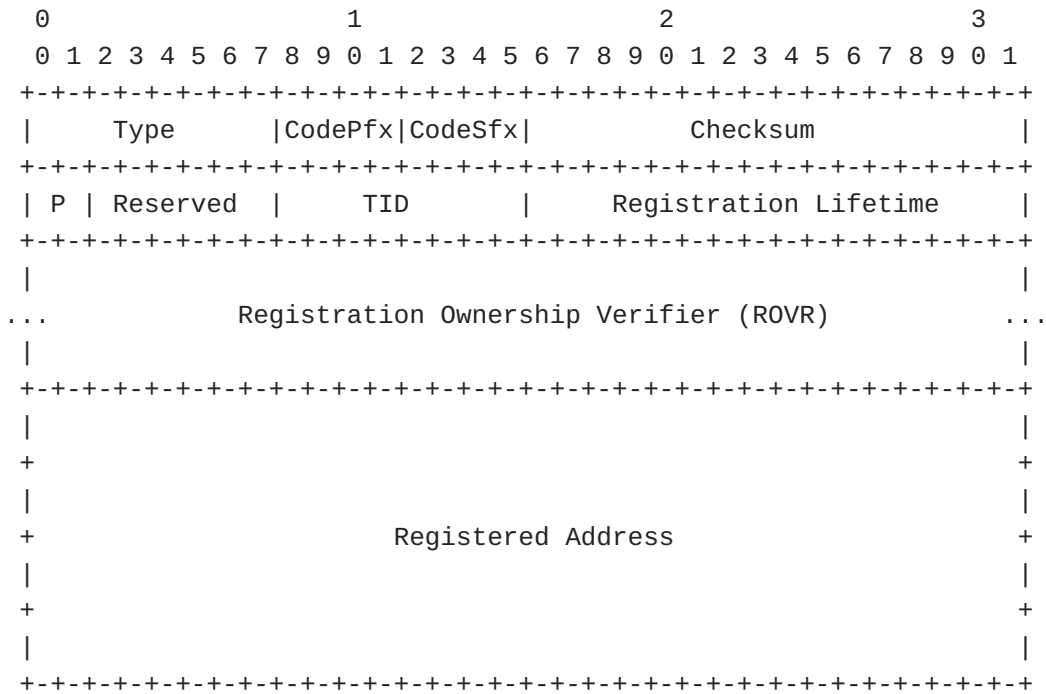 0                   1                   2                   3
 0 1 2 3 4 5 6 7 8 9 0 1 2 3 4 5 6 7 8 9 0 1 2 3 4 5 6 7 8 9 0 1
+-+-+-+-+-+-+-+-+-+-+-+-+-+-+-+-+-+-+-+-+-+-+-+-+-+-+-+-+-+-+-+-+
|     Type      |CodePfx|CodeSfx|          Checksum             |
+-+-+-+-+-+-+-+-+-+-+-+-+-+-+-+-+-+-+-+-+-+-+-+-+-+-+-+-+-+-+-+-+
| P | Reserved  |     TID       |     Registration Lifetime     |
+-+-+-+-+-+-+-+-+-+-+-+-+-+-+-+-+-+-+-+-+-+-+-+-+-+-+-+-+-+-+-+-+
|                                                               |
...            Registration Ownership Verifier (ROVR)           ...
|                                                               |
+-+-+-+-+-+-+-+-+-+-+-+-+-+-+-+-+-+-+-+-+-+-+-+-+-+-+-+-+-+-+-+-+
|                                                               |
+                                                               +
|                                                               |
+                       Registered Address                      +
|                                                               |
+                                                               +
|                                                               |
+-+-+-+-+-+-+-+-+-+-+-+-+-+-+-+-+-+-+-+-+-+-+-+-+-+-+-+-+-+-+-+-+